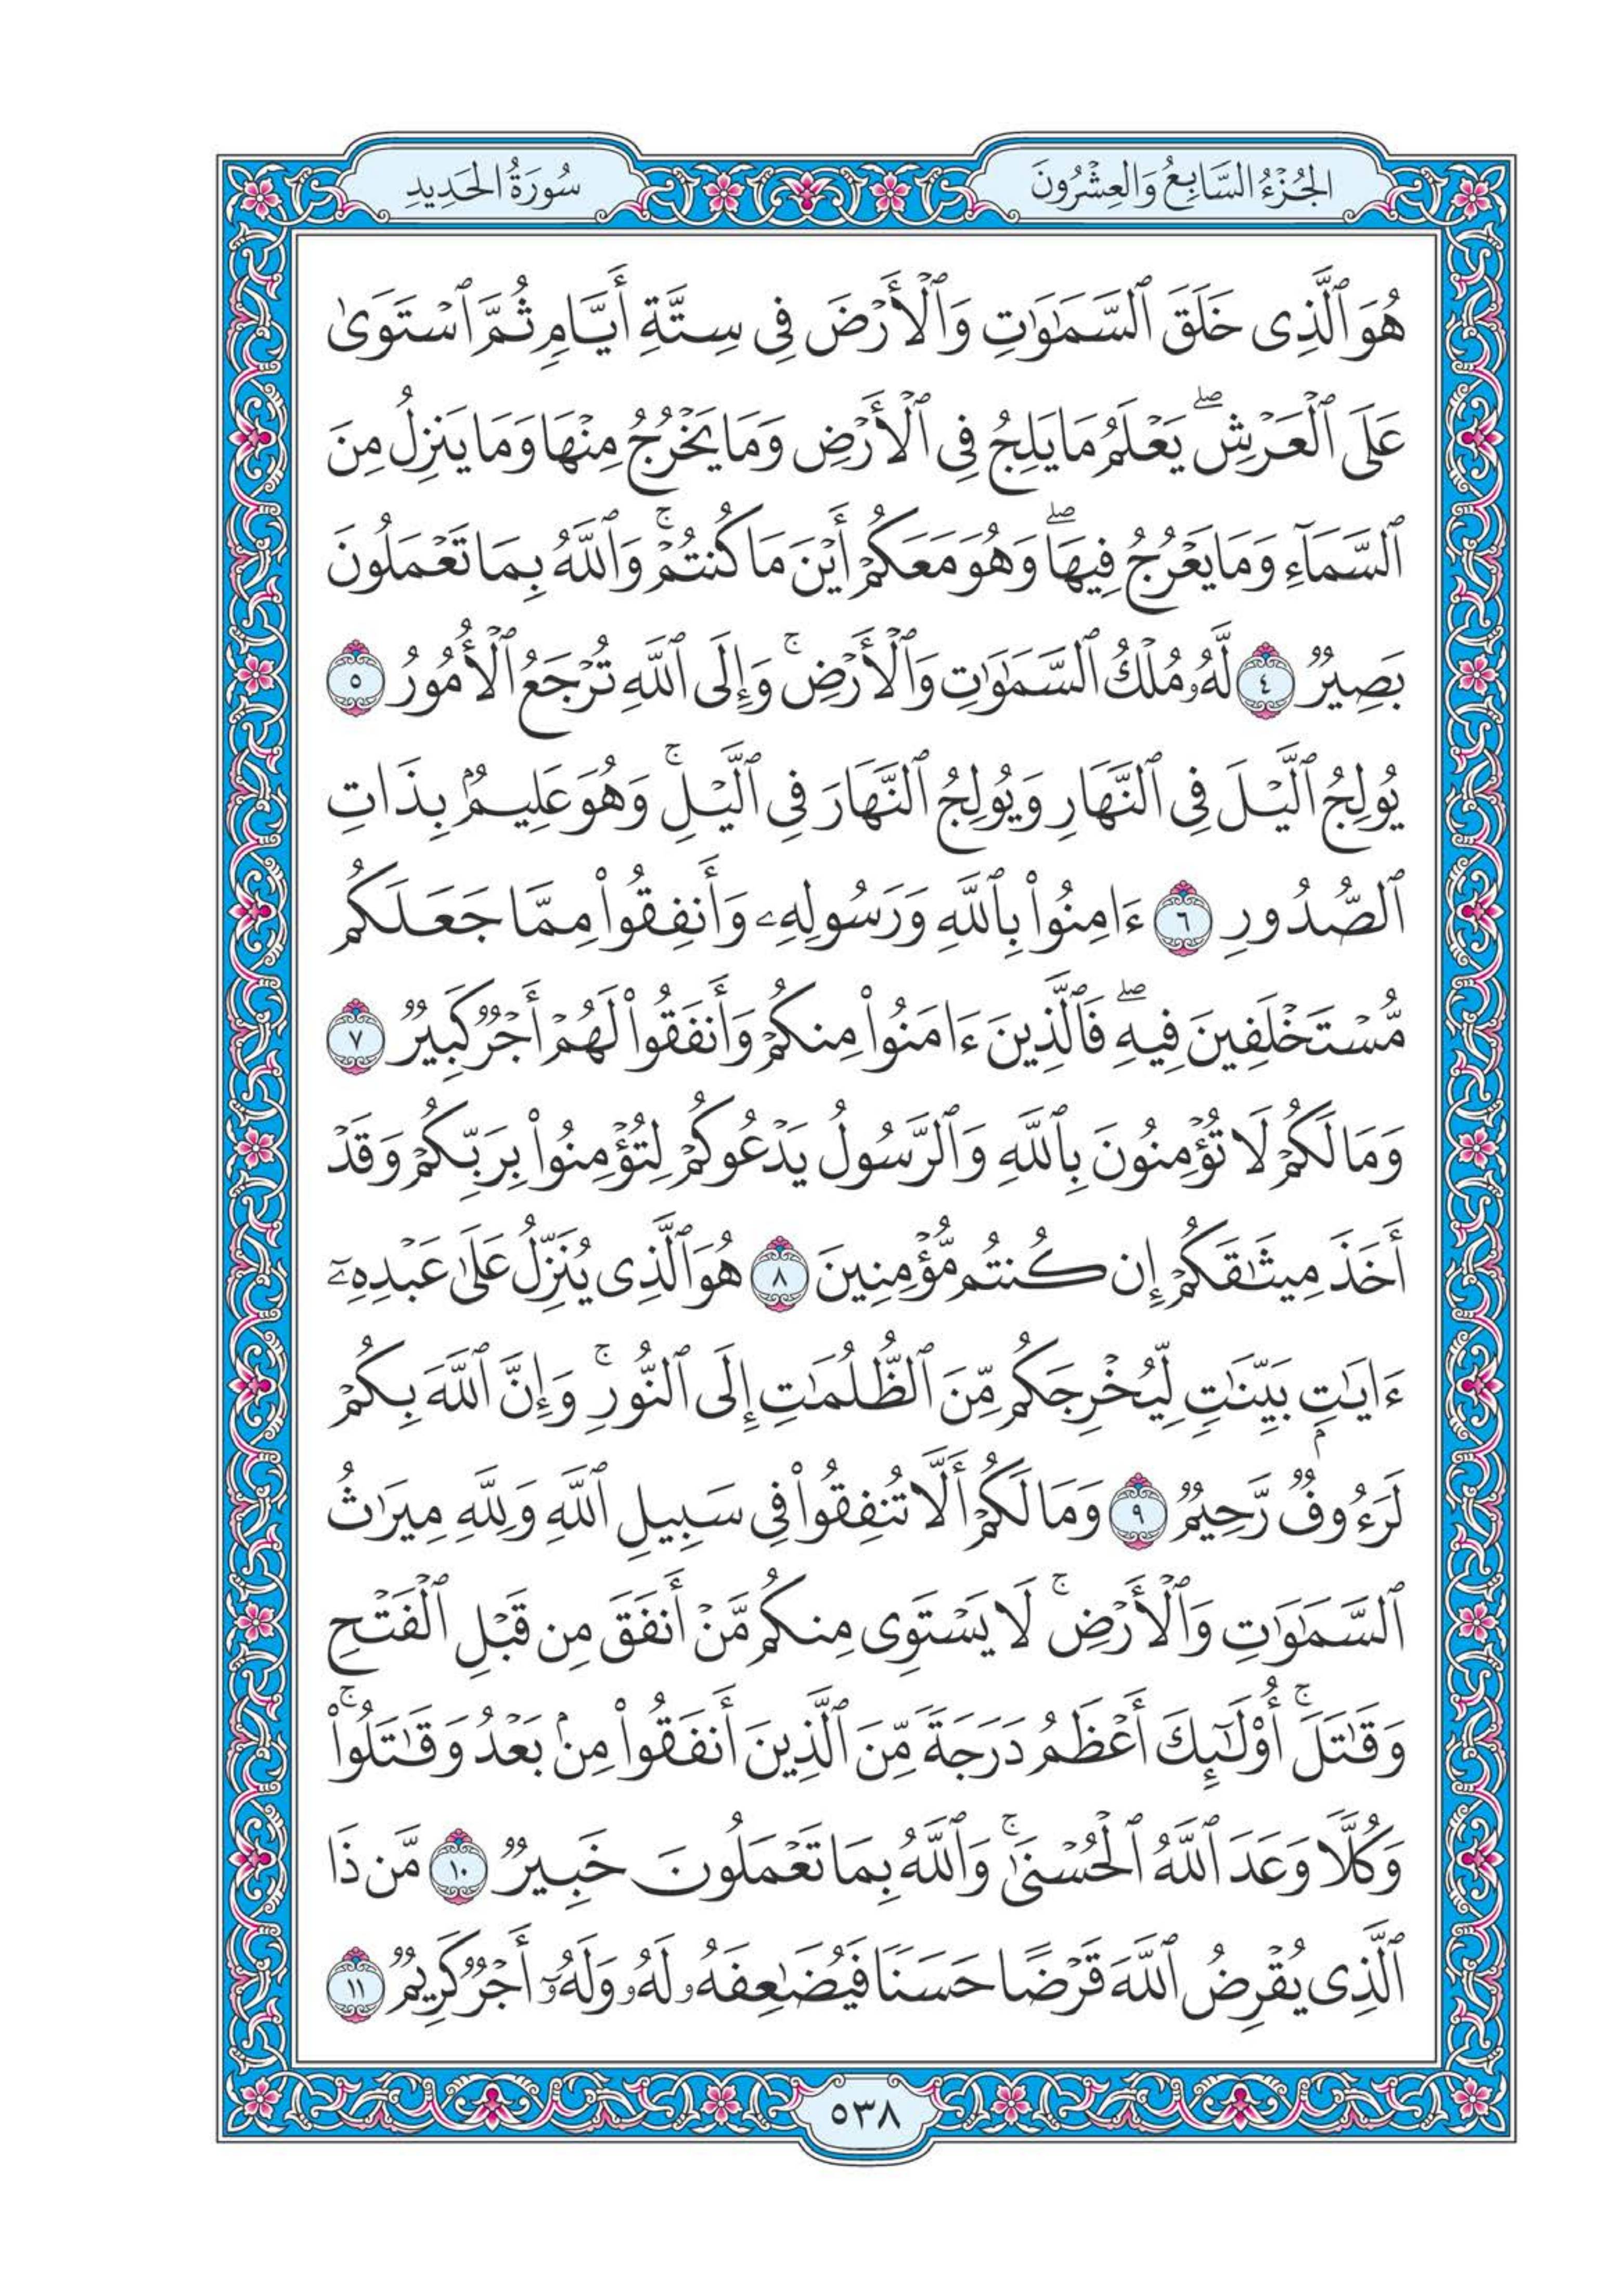 الجُزْءُ السَّابِعُ وَالعِشْرُونَ
سُورَةُ الحَدِيدِ
هُوَ ٱلَّذِى خَلَقَ ٱلسَّمَٰوَٰتِ وَٱلْأَرْضَ فِى سِتَّةِ أَيَّامٍ ثُمَّ ٱسْتَوَىٰ
عَلَى ٱلْعَرْشِۖ يَعْلَمُ مَا يَلِجُ فِى ٱلْأَرْضِ وَمَا يَخْرُجُ مِنْهَا وَمَا يَنزِلُ مِنَ
ٱلسَّمَآءِ وَمَا يَعْرُجُ فِيهَاۖ وَهُوَ مَعَكُمْ أَيْنَ مَا كُنتُمْۚ وَٱللَّهُ بِمَا تَعْمَلُونَ
بَصِيرٌ ٤ لَّهُۥ مُلْكُ ٱلسَّمَٰوَٰتِ وَٱلْأَرْضِۚ وَإِلَى ٱللَّهِ تُرْجَعُ ٱلْأُمُورُ ٥
يُولِجُ ٱلَّيْلَ فِى ٱلنَّهَارِ وَيُولِجُ ٱلنَّهَارَ فِى ٱلَّيْلِۚ وَهُوَ عَلِيمٌۢ بِذَاتِ
ٱلصُّدُورِ ٦ ءَامِنُوا۟ بِٱللَّهِ وَرَسُولِهِۦ وَأَنفِقُوا۟ مِمَّا جَعَلَكُم
مُّسْتَخْلَفِينَ فِيهِۖ فَٱلَّذِينَ ءَامَنُوا۟ مِنكُمْ وَأَنفَقُوا۟ لَهُمْ أَجْرٌ كَبِيرٌ ٧
وَمَا لَكُمْ لَا تُؤْمِنُونَ بِٱللَّهِ وَٱلرَّسُولُ يَدْعُوكُمْ لِتُؤْمِنُوا۟ بِرَبِّكُمْ وَقَدْ
أَخَذَ مِيثَٰقَكُمْ إِن كُنتُم مُّؤْمِنِينَ ٨ هُوَ ٱلَّذِى يُنَزِّلُ عَلَىٰ عَبْدِهِۦٓ
ءَايَٰتٍۭ بَيِّنَٰتٍ لِّيُخْرِجَكُم مِّنَ ٱلظُّلُمَٰتِ إِلَى ٱلنُّورِۚ وَإِنَّ ٱللَّهَ بِكُمْ
لَرَءُوفٌ رَّحِيمٌ ٩ وَمَا لَكُمْ أَلَّا تُنفِقُوا۟ فِى سَبِيلِ ٱللَّهِ وَلِلَّهِ مِيرَٰثُ
ٱلسَّمَٰوَٰتِ وَٱلْأَرْضِۚ لَا يَسْتَوِى مِنكُم مَّنْ أَنفَقَ مِن قَبْلِ ٱلْفَتْحِ
وَقَٰتَلَۚ أُو۟لَٰٓئِكَ أَعْظَمُ دَرَجَةً مِّنَ ٱلَّذِينَ أَنفَقُوا۟ مِنۢ بَعْدُ وَقَٰتَلُوا۟ۚ
وَكُلًّا وَعَدَ ٱللَّهُ ٱلْحُسْنَىٰۚ وَٱللَّهُ بِمَا تَعْمَلُونَ خَبِيرٌ ١٠ مَّن ذَا
ٱلَّذِى يُقْرِضُ ٱللَّهَ قَرْضًا حَسَنًا فَيُضَٰعِفَهُۥ لَهُۥ وَلَهُۥٓ أَجْرٌ كَرِيمٌ ١١
٥٣٨